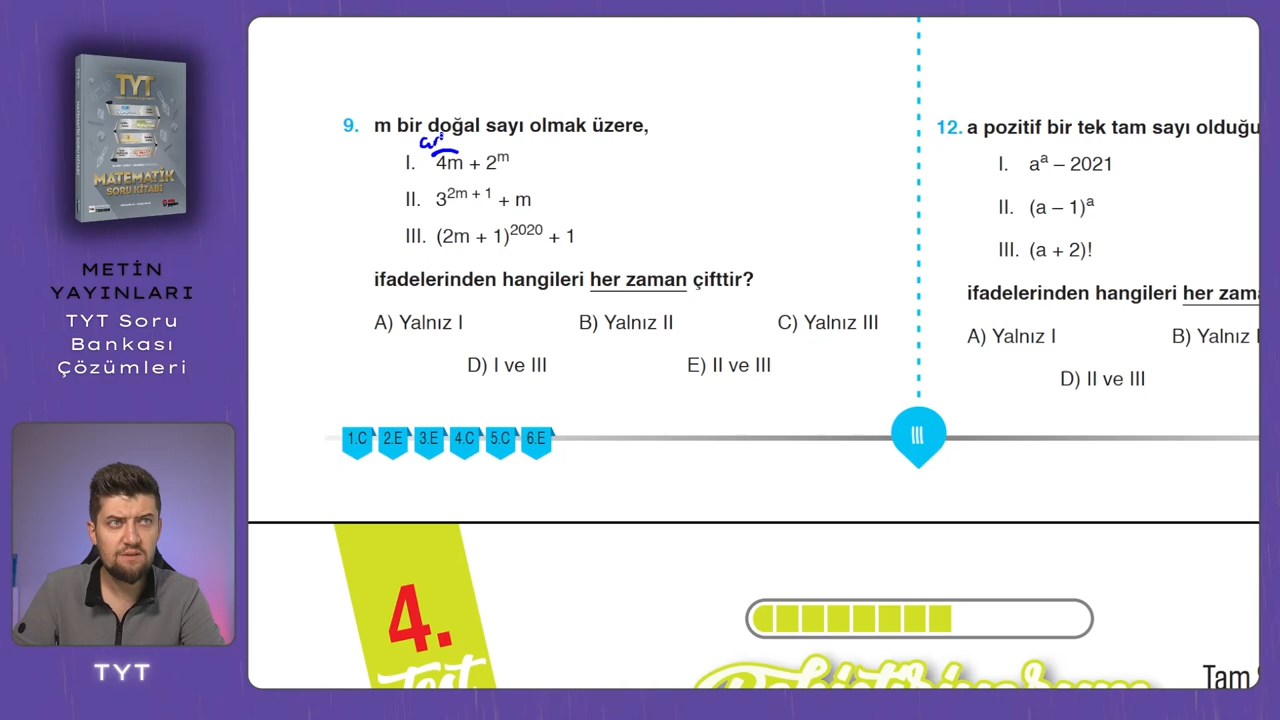 TYT
MATEMATİK
SORU KİTABI
METİN
YAYINLARI
TYT Soru
Bankası
Çözümleri
TYT
9. m bir doğal sayı olmak üzere,
I. 4m + 2^m
II. 3^(2m + 1) + m
III. (2m + 1)^2020 + 1
ifadelerinden hangileri her zaman çifttir?
A) Yalnız I B) Yalnız II C) Yalnız III
D) I ve III E) II ve III
1.C 2.E 3.E 4.C 5.C 6.E
12. a pozitif bir tek tam sayı olduğu
I. a^a – 2021
II. (a – 1)^a
III. (a + 2)!
ifadelerinden hangileri her zam
A) Yalnız I B) Yalnız
D) II ve III
III
4.
Test
Tam